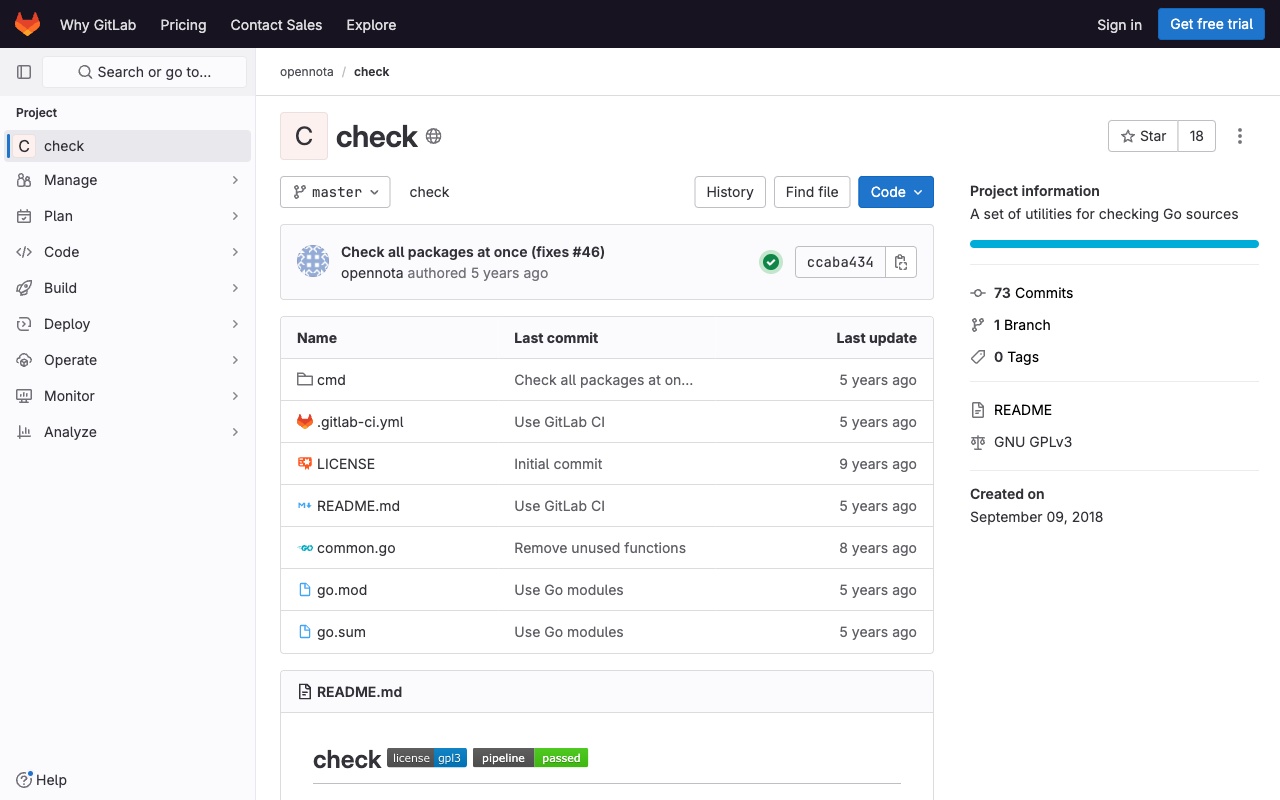 Why GitLab Pricing Contact Sales Explore Sign in Get free trial
Search or go to...
Project
C check
Manage
Plan
Code
Build
Deploy
Operate
Monitor
Analyze
Help
opennota / check
C check
Star 18
master check History Find file Code
Check all packages at once (fixes #46)
opennota authored 5 years ago
ccaba434
Name Last commit Last update
cmd Check all packages at on... 5 years ago
.gitlab-ci.yml Use GitLab CI 5 years ago
LICENSE Initial commit 9 years ago
README.md Use GitLab CI 5 years ago
common.go Remove unused functions 8 years ago
go.mod Use Go modules 5 years ago
go.sum Use Go modules 5 years ago
README.md
check license gpl3 pipeline passed
Project information
A set of utilities for checking Go sources
73 Commits
1 Branch
0 Tags
README
GNU GPLv3
Created on
September 09, 2018